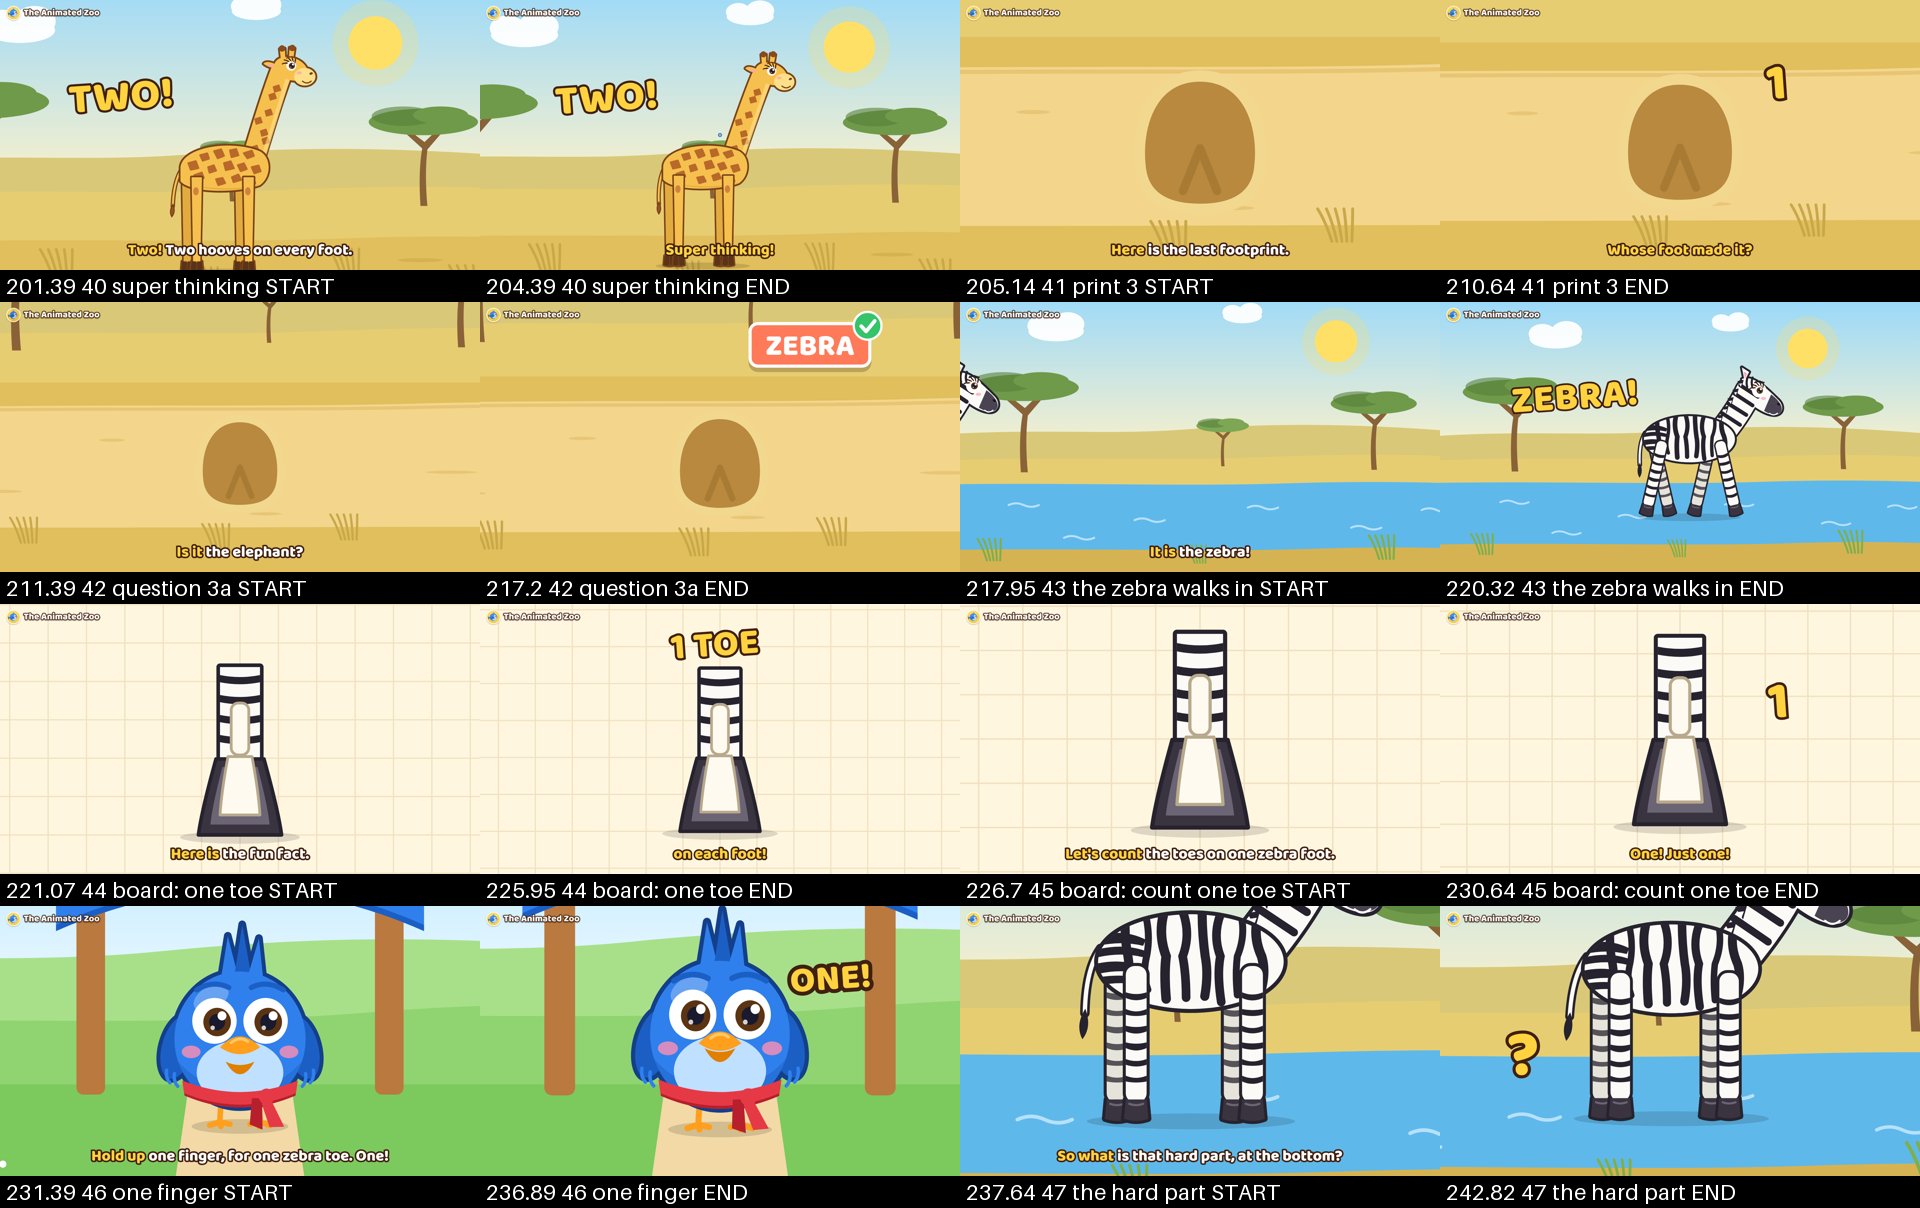 The Animated Zoo
TWO!
Two! Two hooves on every foot.
201.39 40 super thinking START
The Animated Zoo
TWO!
Super thinking!
204.39 40 super thinking END
The Animated Zoo
Here is the last footprint.
205.14 41 print 3 START
The Animated Zoo
1
Whose foot made it?
210.64 41 print 3 END
The Animated Zoo
Is it the elephant?
211.39 42 question 3a START
The Animated Zoo
ZEBRA
217.2 42 question 3a END
The Animated Zoo
It is the zebra!
217.95 43 the zebra walks in START
The Animated Zoo
ZEBRA!
220.32 43 the zebra walks in END
The Animated Zoo
Here is the fun fact.
221.07 44 board: one toe START
The Animated Zoo
1 TOE
on each foot!
225.95 44 board: one toe END
The Animated Zoo
Let's count the toes on one zebra foot.
226.7 45 board: count one toe START
The Animated Zoo
1
One! Just one!
230.64 45 board: count one toe END
The Animated Zoo
Hold up one finger, for one zebra toe. One!
231.39 46 one finger START
The Animated Zoo
ONE!
236.89 46 one finger END
The Animated Zoo
So what is that hard part, at the bottom?
237.64 47 the hard part START
The Animated Zoo
?
242.82 47 the hard part END